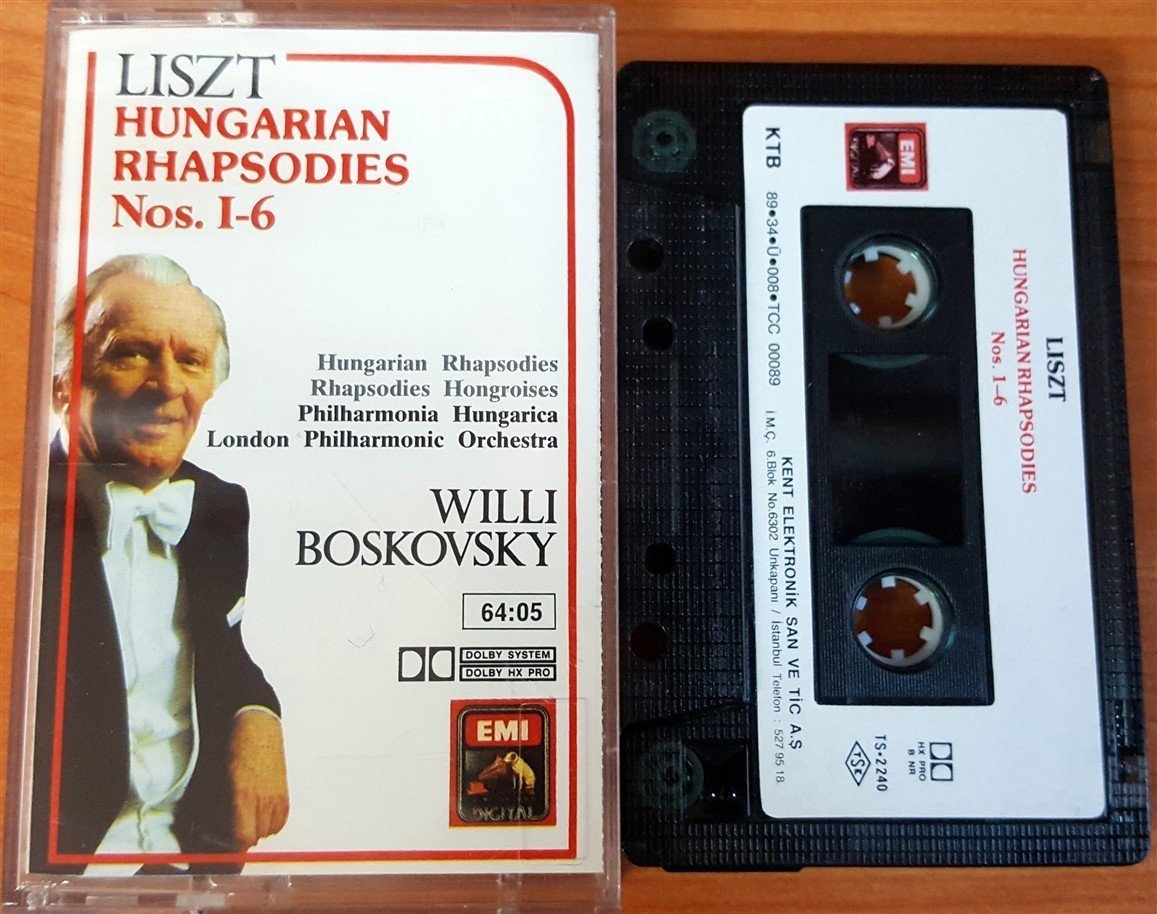 LISZT
HUNGARIAN
RHAPSODIES
Nos. 1-6
Hungarian Rhapsodies
Rhapsodies Hongroises
Philharmonia Hungarica
London Philharmonic Orchestra
WILLI
BOSKOVSKY
64:05
DOLBY SYSTEM
DOLBY HX PRO
EMI
DIGITAL
EMI
LISZT
HUNGARIAN RHAPSODIES
Nos. 1-6
KTB 89•34•Ü•008•TCC 00089
KENT ELEKTRONİK SAN VE TİC A.Ş
İ.M.Ç. 6.Blok No.6302 Unkapanı / İstanbul Telefon : 527 95 18
HX PRO
B NR
TS•2240
TSE